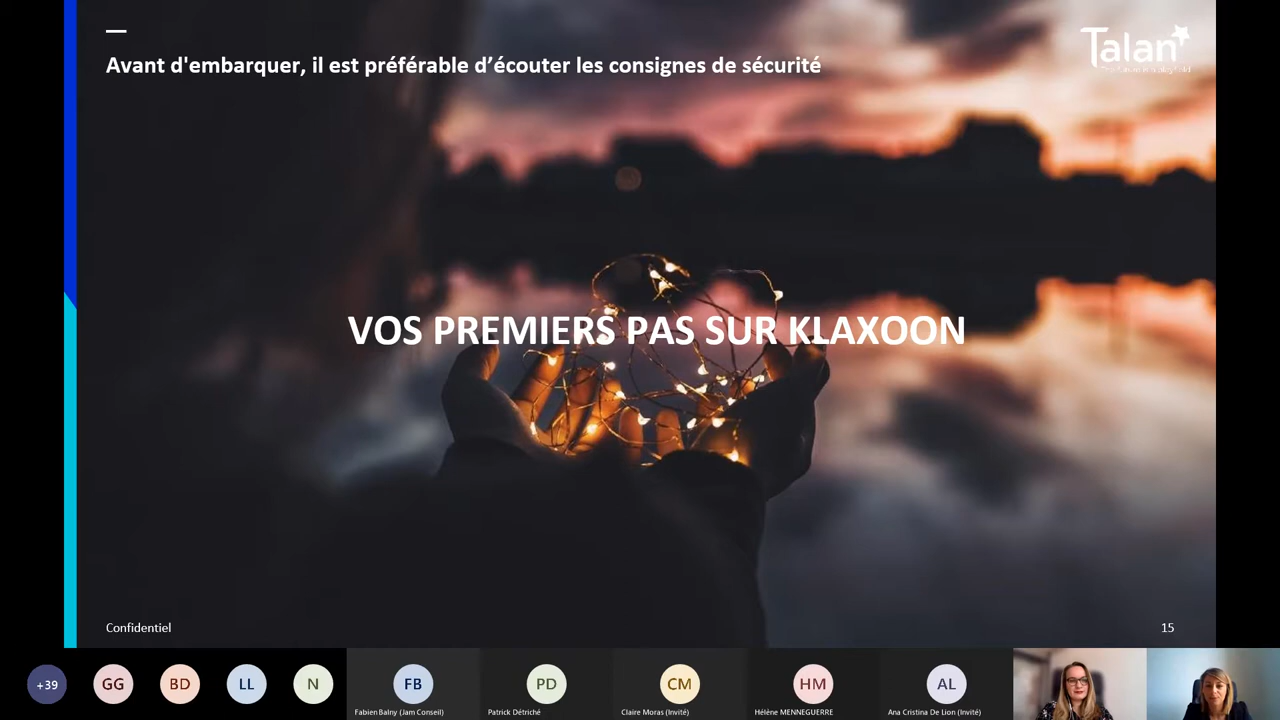 Avant d'embarquer, il est préférable d’écouter les consignes de sécurité
Talan
VOS PREMIERS PAS SUR KLAXOON
Confidentiel
15
+39
GG
BD
LL
N
FB
PD
CM
HM
AL
Fabien Balny (Jam Conseil)
Patrick Détriché
Claire Moras (Invité)
Hélène MENNEGUERRE
Ana Cristina De Lion (Invité)